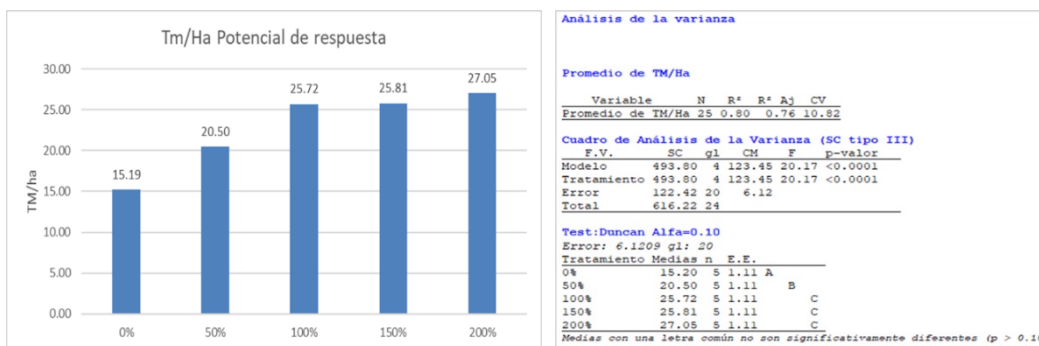 Tm/Ha Potencial de respuesta
30.00
25.00
20.00
15.00
10.00
5.00
0.00
TM/ha
15.19
20.50
25.72
25.81
27.05
0%
50%
100%
150%
200%
Análisis de la varianza
Promedio de TM/Ha
Variable N R² R² Aj CV
Promedio de TM/Ha 25 0.80 0.76 10.82
Cuadro de Análisis de la Varianza (SC tipo III)
F.V. SC gl CM F p-valor
Modelo 493.80 4 123.45 20.17 <0.0001
Tratamiento 493.80 4 123.45 20.17 <0.0001
Error 122.42 20 6.12
Total 616.22 24
Test:Duncan Alfa=0.10
Error: 6.1209 gl: 20
Tratamiento Medias n E.E.
0% 15.20 5 1.11 A
50% 20.50 5 1.11 B
100% 25.72 5 1.11 C
150% 25.81 5 1.11 C
200% 27.05 5 1.11 C
Medias con una letra común no son significativamente diferentes (p > 0.10